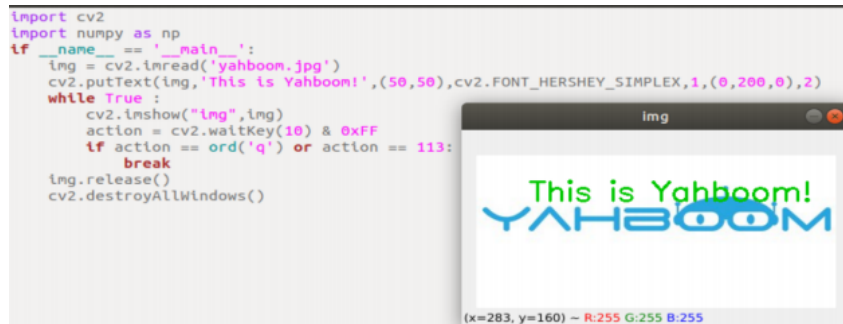 import cv2
import numpy as np
if __name__ == '__main__':
    img = cv2.imread('yahboom.jpg')
    cv2.putText(img,'This is Yahboom!',(50,50),cv2.FONT_HERSHEY_SIMPLEX,1,(0,200,0),2)
    while True :
        cv2.imshow("img",img)
        action = cv2.waitKey(10) & 0xFF
        if action == ord('q') or action == 113:
            break
    img.release()
    cv2.destroyAllWindows()
img
This is Yahboom!
YAHBOOM
(x=283, y=160) ~ R:255 G:255 B:255